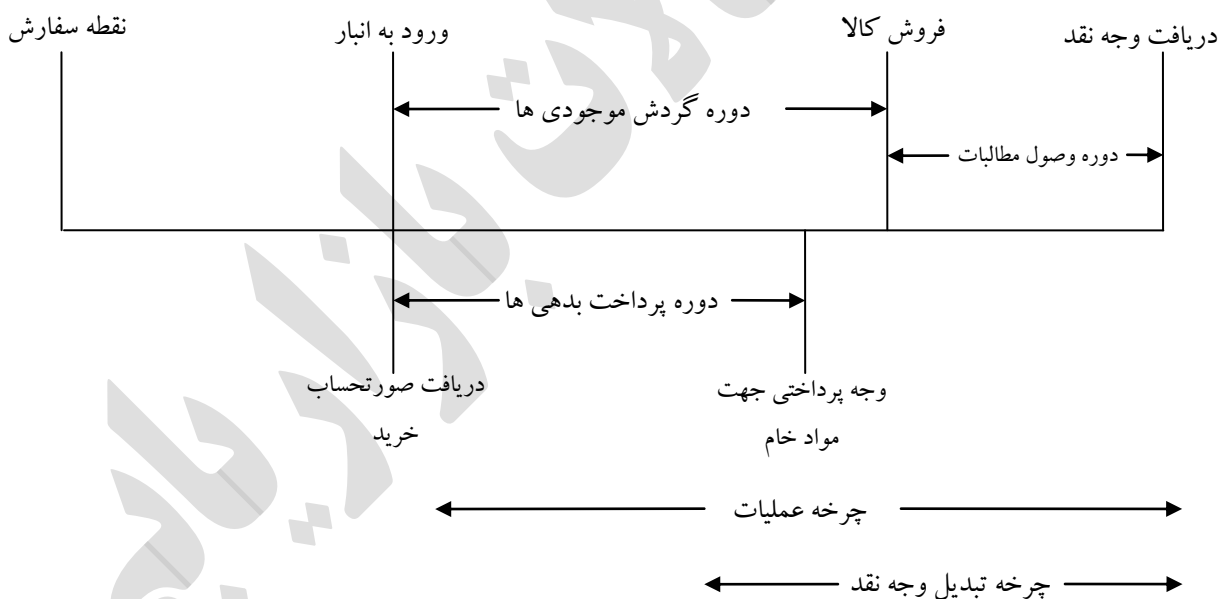 دریافت وجه نقد
فروش کالا
ورود به انبار
نقطه سفارش
دوره گردش موجودی ها
دوره وصول مطالبات
دوره پرداخت بدهی ها
دریافت صورتحساب
خرید
وجه پرداختی جهت
مواد خام
چرخه عملیات
چرخه تبدیل وجه نقد